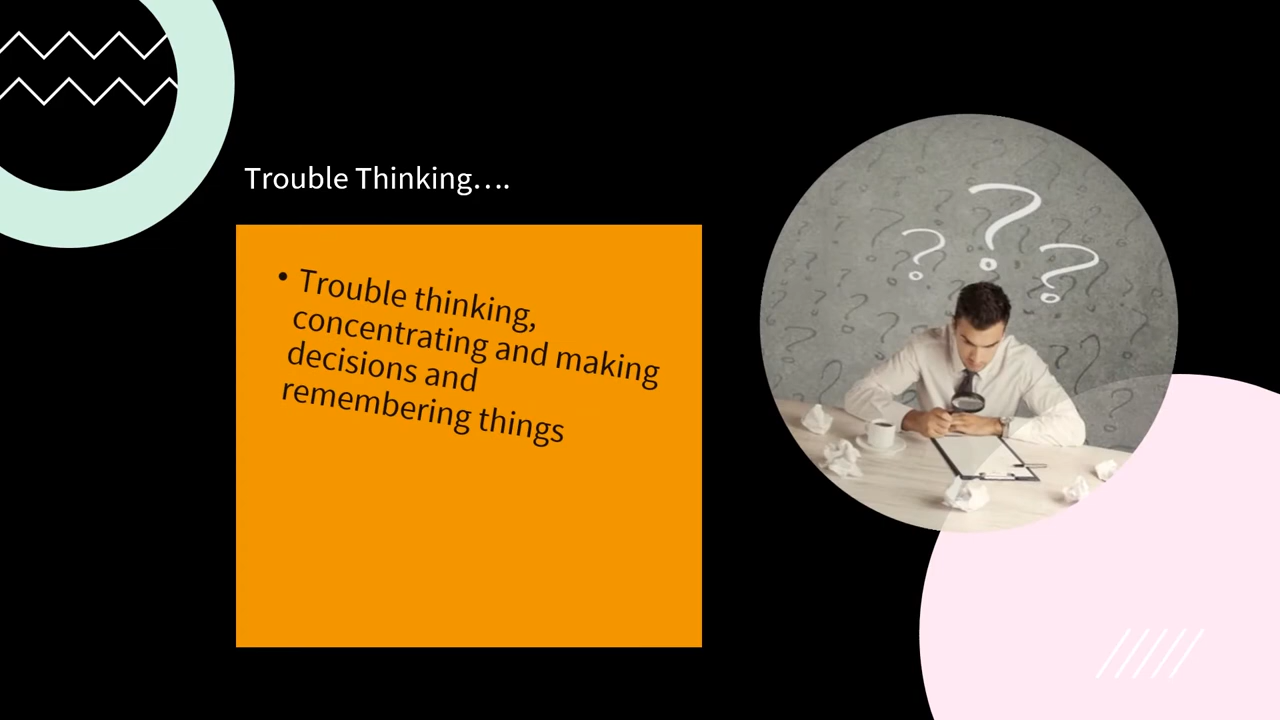 Trouble Thinking....
• Trouble thinking,
concentrating and making
decisions and
remembering things